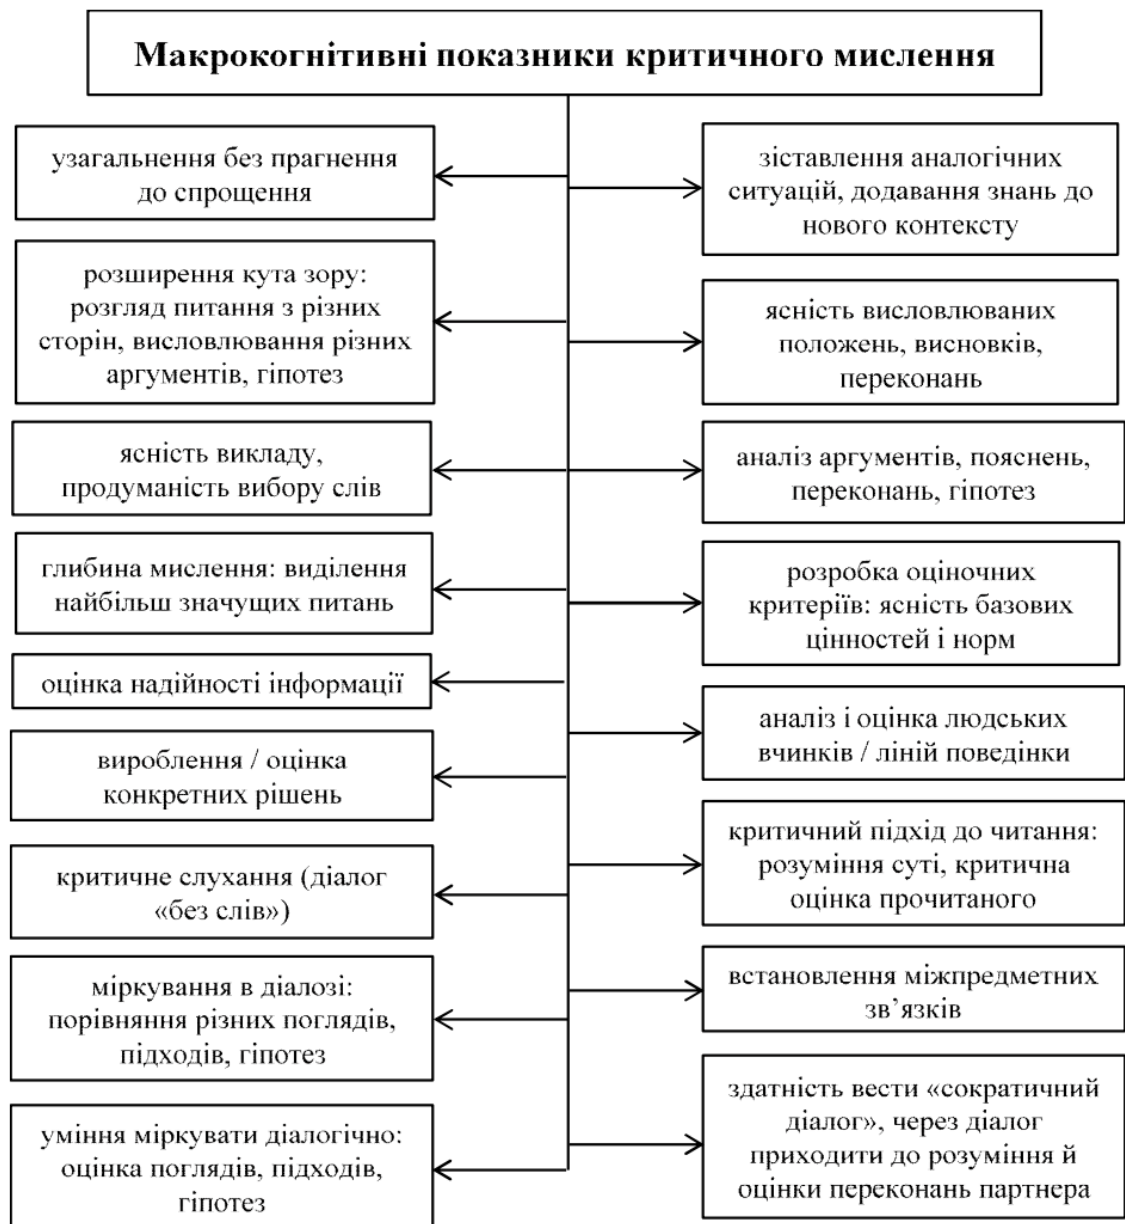 Макрокогнітивні показники критичного мислення
узагальнення без прагнення
до спрощення
розширення кута зору:
розгляд питання з різних
сторін, висловлювання різних
аргументів, гіпотез
ясність викладу,
продуманість вибору слів
глибина мислення: виділення
найбільш значущих питань
оцінка надійності інформації
вироблення / оцінка
конкретних рішень
критичне слухання (діалог
«без слів»)
міркування в діалозі:
порівняння різних поглядів,
підходів, гіпотез
уміння міркувати діалогічно:
оцінка поглядів, підходів,
гіпотез
зіставлення аналогічних
ситуацій, додавання знань до
нового контексту
ясність висловлюваних
положень, висновків,
переконань
аналіз аргументів, пояснень,
переконань, гіпотез
розробка оціночних
критеріїв: ясність базових
цінностей і норм
аналіз і оцінка людських
вчинків / ліній поведінки
критичний підхід до читання:
розуміння суті, критична
оцінка прочитаного
встановлення міжпредметних
зв’язків
здатність вести «сократичний
діалог», через діалог
приходити до розуміння й
оцінки переконань партнера